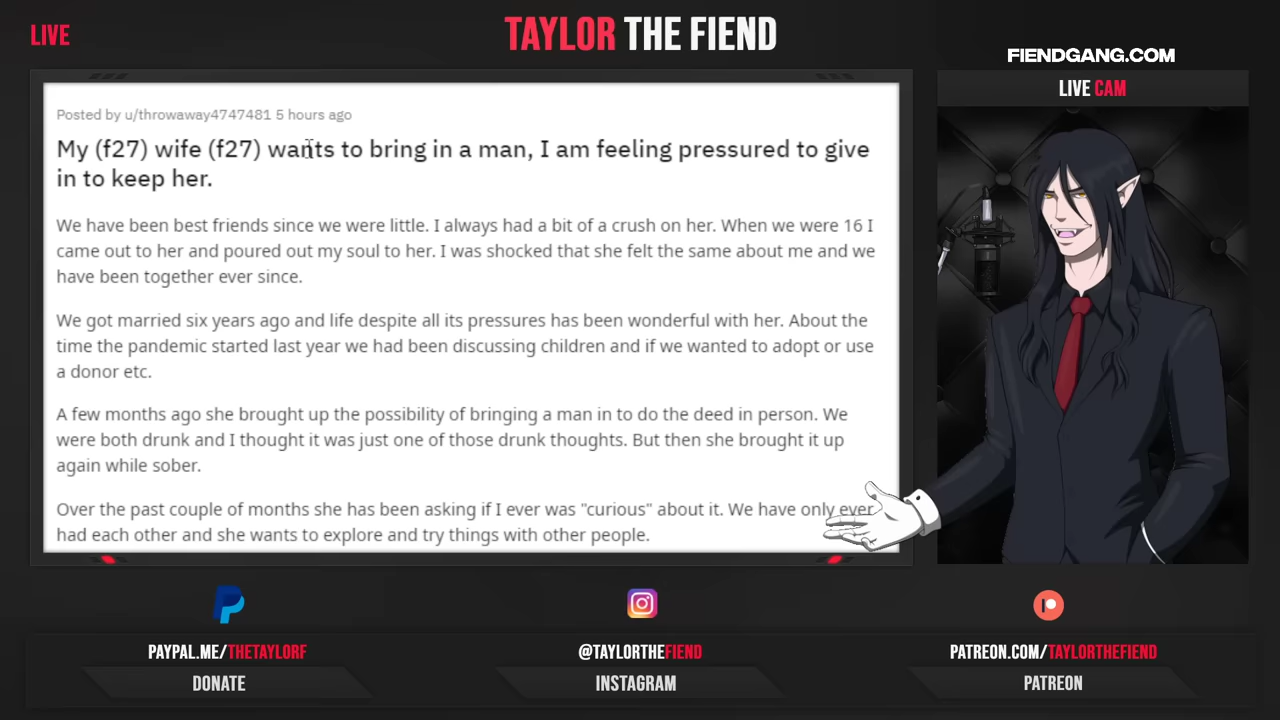 LIVE
TAYLOR THE FIEND
FIENDGANG.COM
LIVE CAM
Posted by u/throwaway4747481 5 hours ago
My (f27) wife (f27) wants to bring in a man, I am feeling pressured to give
in to keep her.
We have been best friends since we were little. I always had a bit of a crush on her. When we were 16 I
came out to her and poured out my soul to her. I was shocked that she felt the same about me and we
have been together ever since.
We got married six years ago and life despite all its pressures has been wonderful with her. About the
time the pandemic started last year we had been discussing children and if we wanted to adopt or use
a donor etc.
A few months ago she brought up the possibility of bringing a man in to do the deed in person. We
were both drunk and I thought it was just one of those drunk thoughts. But then she brought it up
again while sober.
Over the past couple of months she has been asking if I ever was "curious" about it. We have only ever
had each other and she wants to explore and try things with other people.
PAYPAL.ME/THETAYLORF
DONATE
@TAYLORTHEFIEND
INSTAGRAM
PATREON.COM/TAYLORTHEFIEND
PATREON